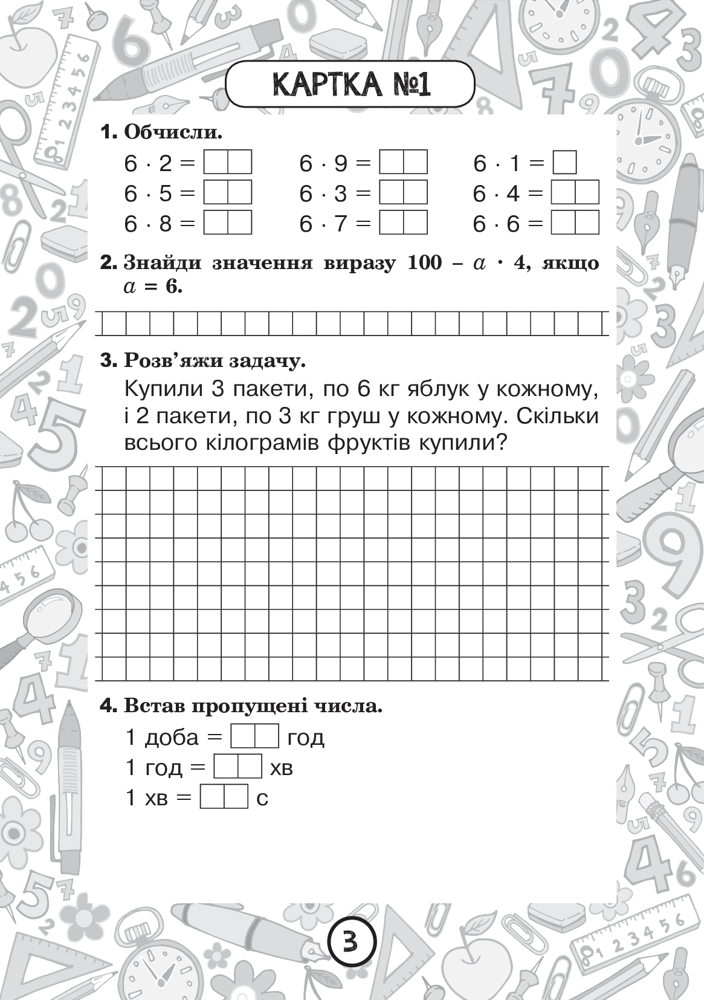 КАРТКА №1
1. Обчисли.
6 · 2 = 6 · 9 = 6 · 1 =
6 · 5 = 6 · 3 = 6 · 4 =
6 · 8 = 6 · 7 = 6 · 6 =
2. Знайди значення виразу 100 – a · 4, якщо
a = 6.
3. Розв’яжи задачу.
Купили 3 пакети, по 6 кг яблук у кожному,
і 2 пакети, по 3 кг груш у кожному. Скільки
всього кілограмів фруктів купили?
4. Встав пропущені числа.
1 доба = год
1 год = хв
1 хв = с
3